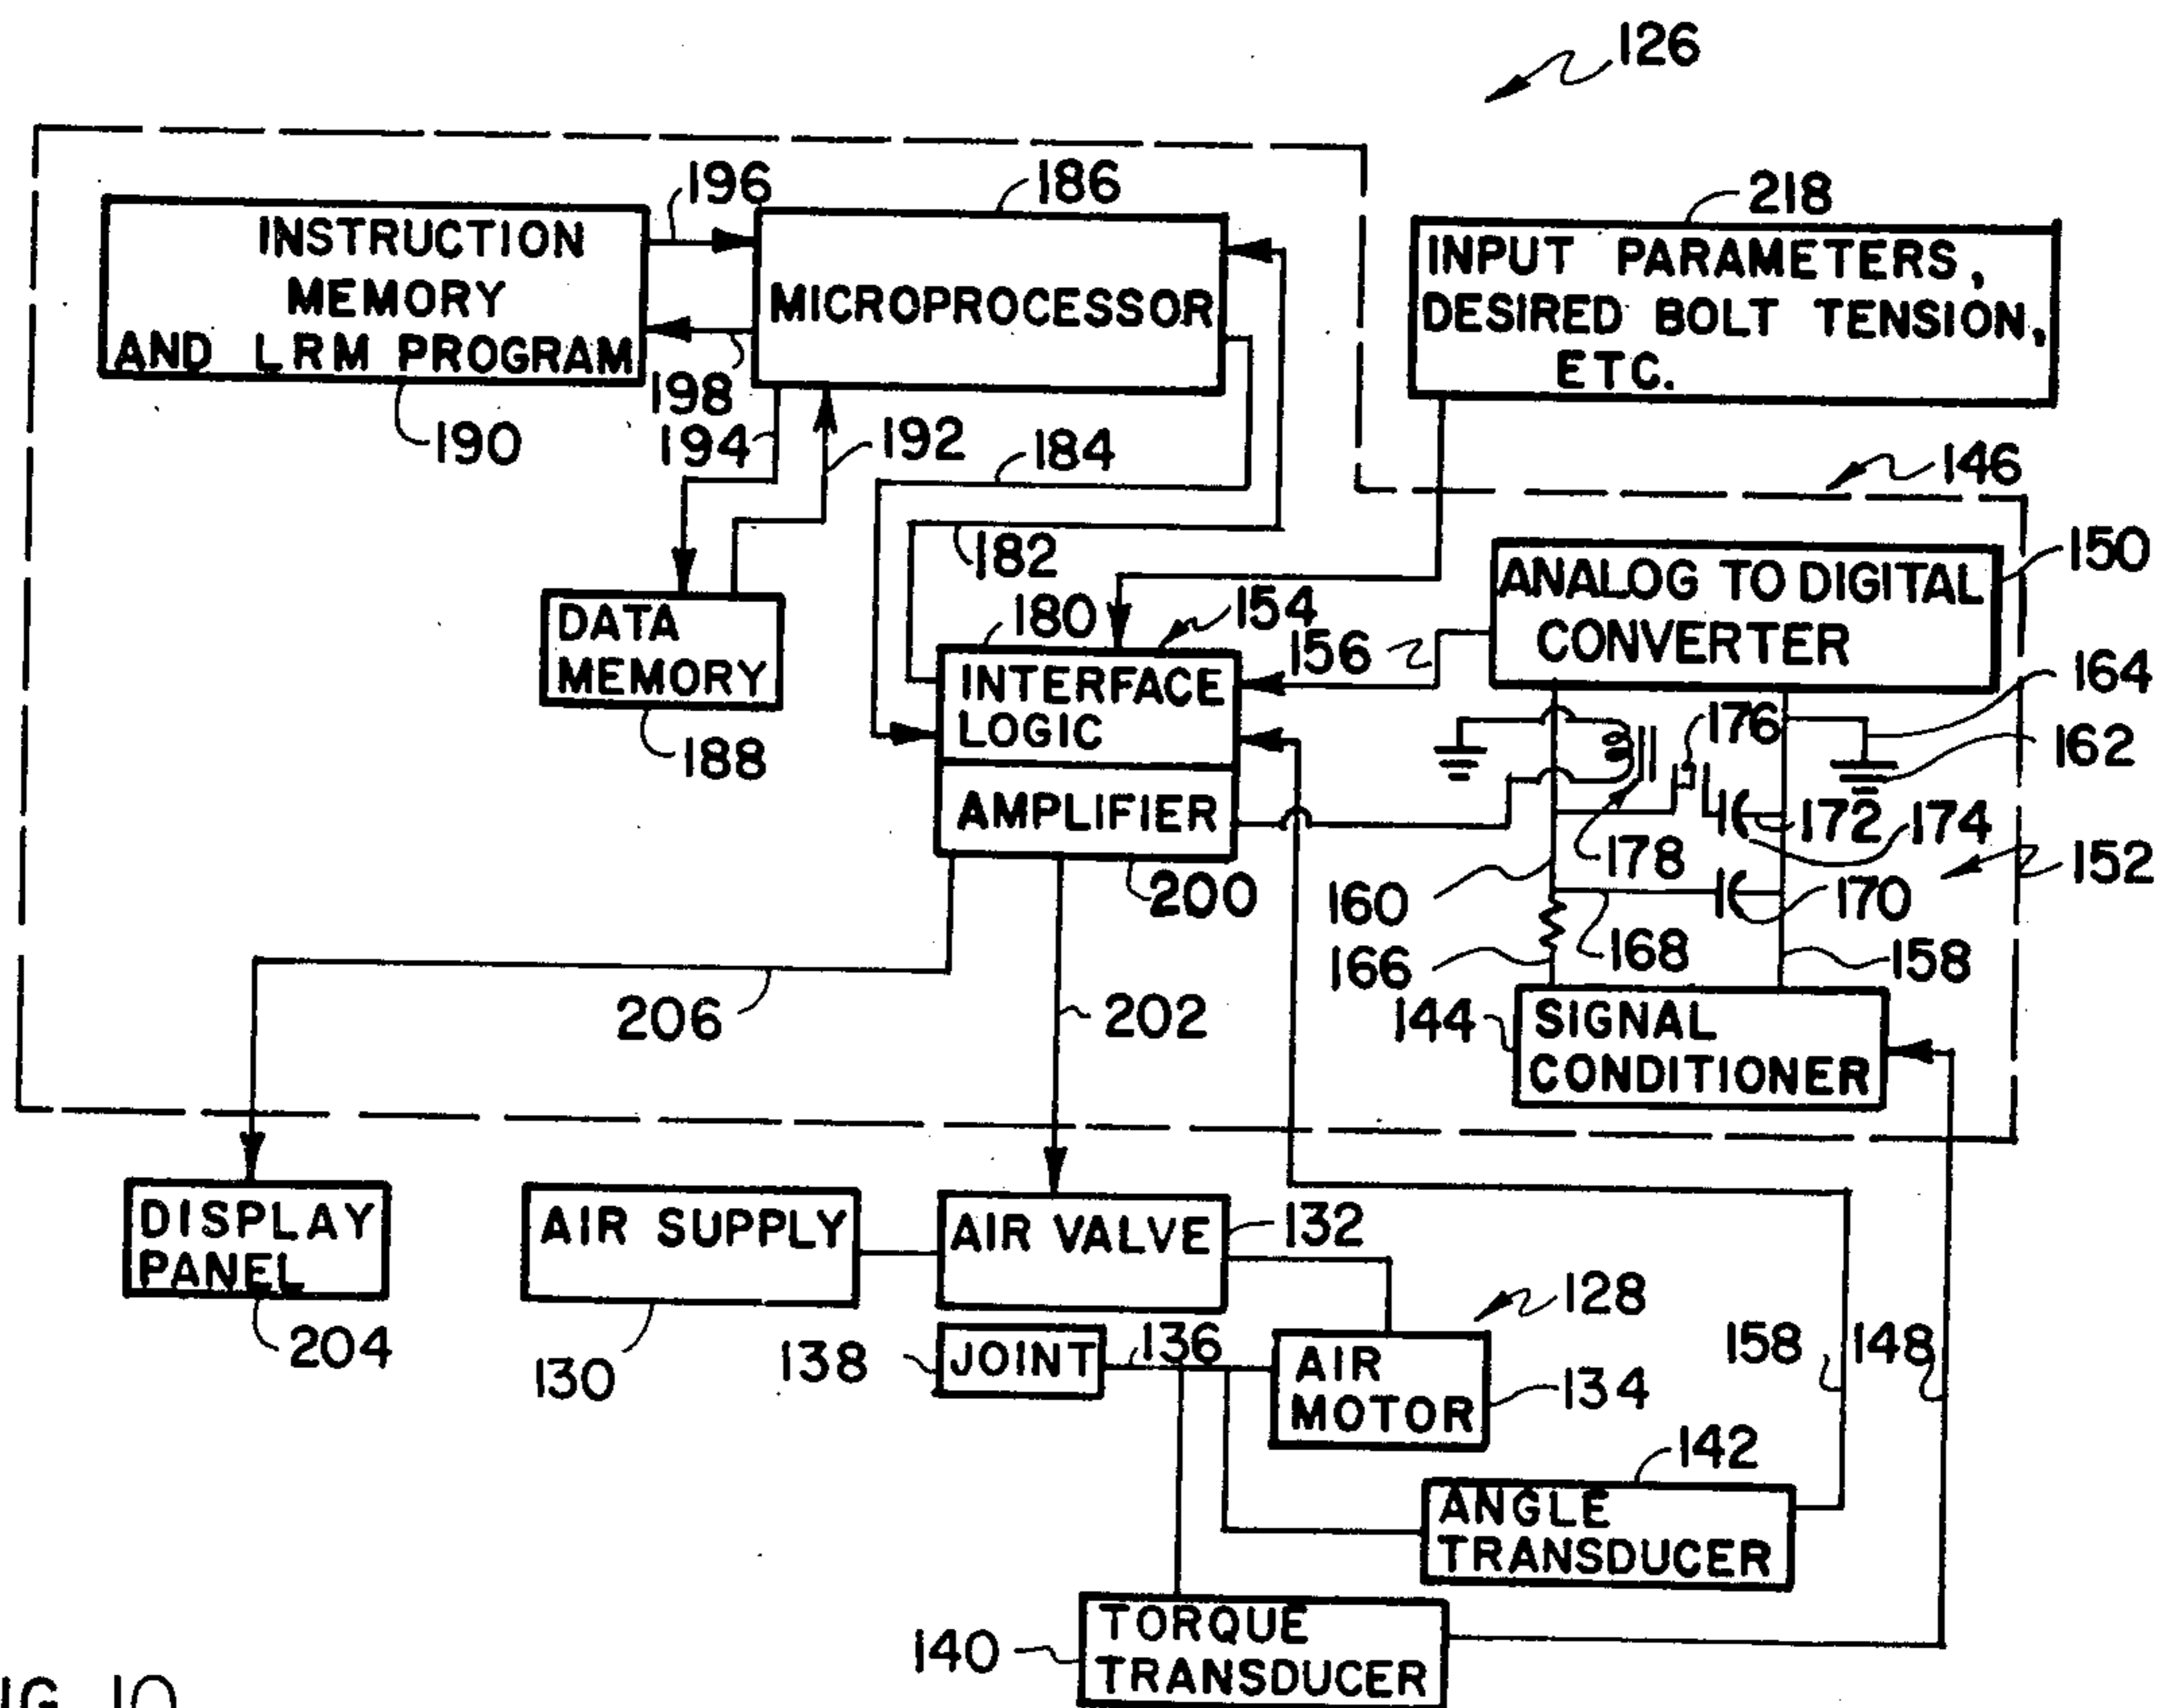 126
196
186
218
INSTRUCTION
MEMORY
AND LRM PROGRAM
MICROPROCESSOR
INPUT PARAMETERS,
DESIRED BOLT TENSION,
ETC.
198
190
194
192
184
146
182
150
ANALOG TO DIGITAL
CONVERTER
DATA
MEMORY
188
180
154
156
INTERFACE
LOGIC
AMPLIFIER
200
164
176
162
172
174
178
152
160
170
168
166
158
206
202
144
SIGNAL
CONDITIONER
DISPLAY
PANEL
204
AIR SUPPLY
130
AIR VALVE
132
128
138
JOINT
136
AIR
MOTOR
134
158
148
142
ANGLE
TRANSDUCER
140
TORQUE
TRANSDUCER
IG. 10